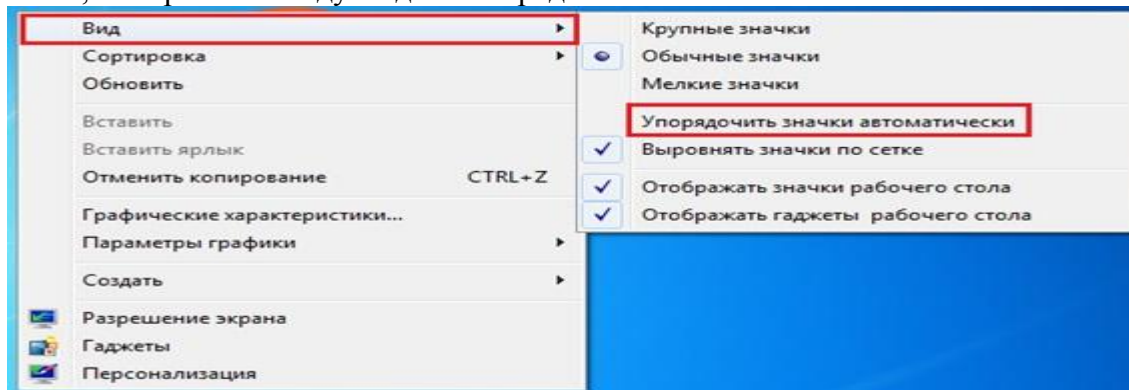 Вид
Сортировка
Обновить
Вставить
Вставить ярлык
Отменить копирование CTRL+Z
Графические характеристики...
Параметры графики
Создать
Разрешение экрана
Гаджеты
Персонализация
Крупные значки
Обычные значки
Мелкие значки
Упорядочить значки автоматически
Выровнять значки по сетке
Отображать значки рабочего стола
Отображать гаджеты рабочего стола